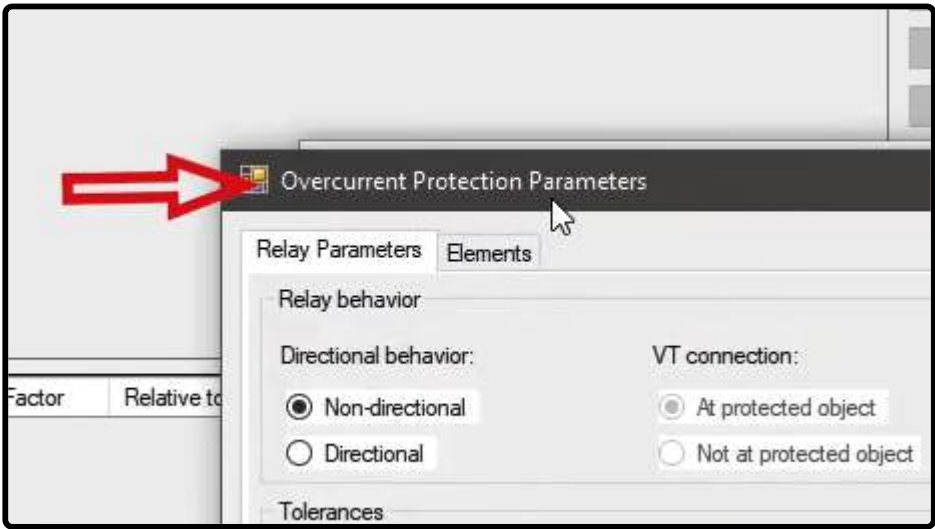 Overcurrent Protection Parameters
Relay Parameters Elements
Relay behavior
Directional behavior: VT connection:
Factor Relative to
Non-directional At protected object
Directional Not at protected object
Tolerances